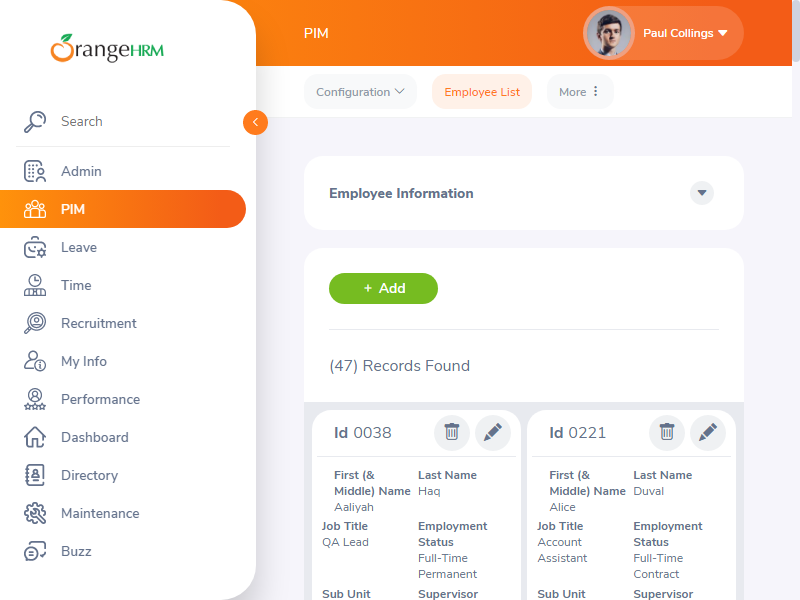 OrangeHRM
Search
Admin
PIM
Leave
Time
Recruitment
My Info
Performance
Dashboard
Directory
Maintenance
Buzz
PIM
Paul Collings
Configuration
Employee List
More
Employee Information
+ Add
(47) Records Found
Id 0038
First (&
Middle) Name
Aaliyah
Last Name
Haq
Job Title
QA Lead
Employment
Status
Full-Time
Permanent
Sub Unit
Supervisor
Id 0221
First (&
Middle) Name
Alice
Last Name
Duval
Job Title
Account
Assistant
Employment
Status
Full-Time
Contract
Sub Unit
Supervisor